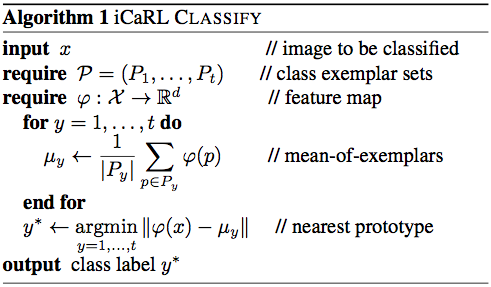 Algorithm 1 iCaRL CLASSIFY
input x // image to be classified
require 𝒫 = (P₁, . . . , Pₜ) // class exemplar sets
require φ : 𝒳 → ℝᵈ // feature map
for y = 1, . . . , t do
μ_y ← 1/|P_y| ∑_{p∈P_y} φ(p) // mean-of-exemplars
end for
y* ← argmin_{y=1,...,t} ‖φ(x) − μ_y‖ // nearest prototype
output class label y*